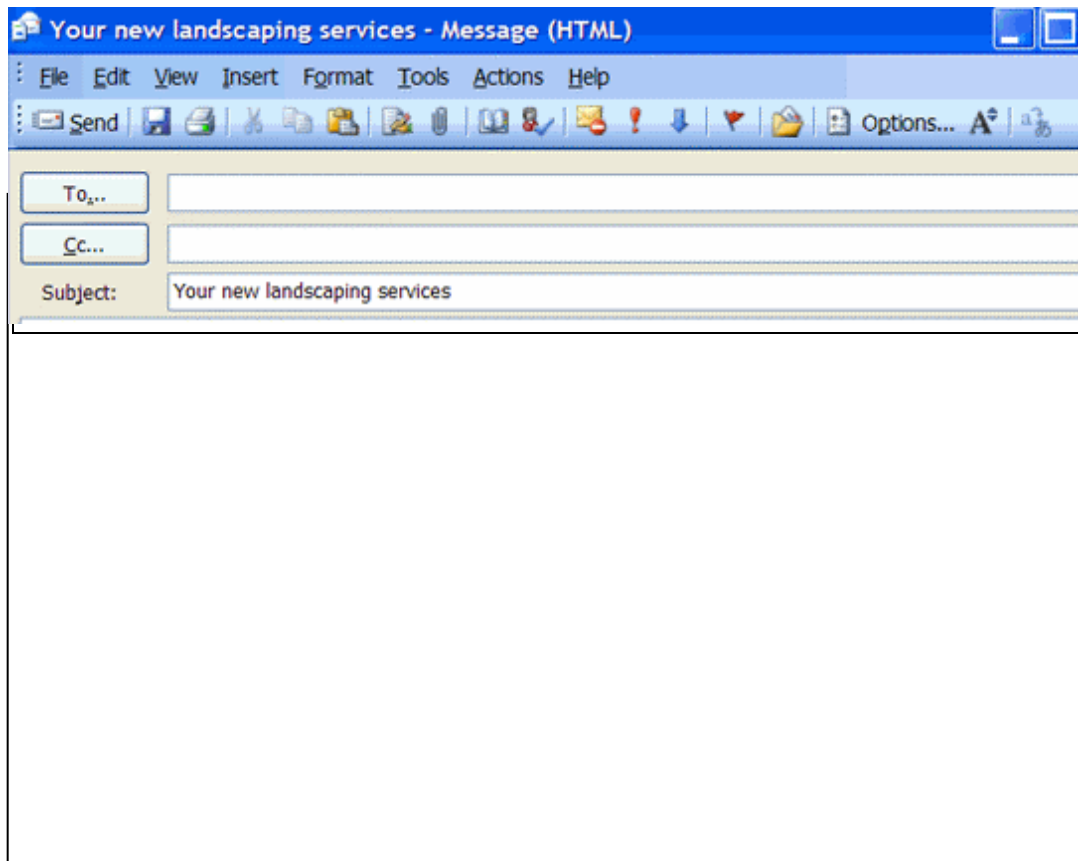 Your new landscaping services - Message (HTML)
File Edit View Insert Format Tools Actions Help
Send Options... A
To...
Cc...
Subject: Your new landscaping services